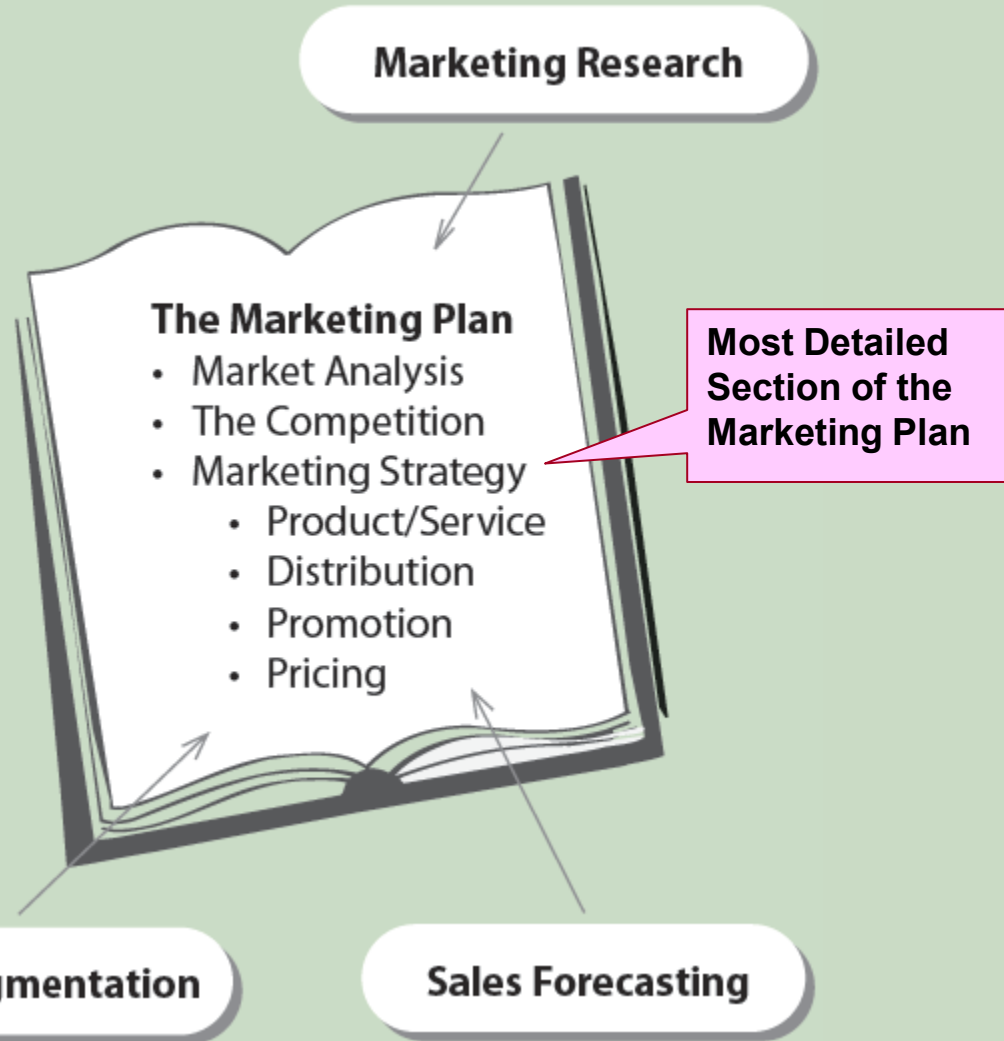 Marketing Research
The Marketing Plan
• Market Analysis
• The Competition
• Marketing Strategy
• Product/Service
• Distribution
• Promotion
• Pricing
Most Detailed
Section of the
Marketing Plan
gmentation
Sales Forecasting